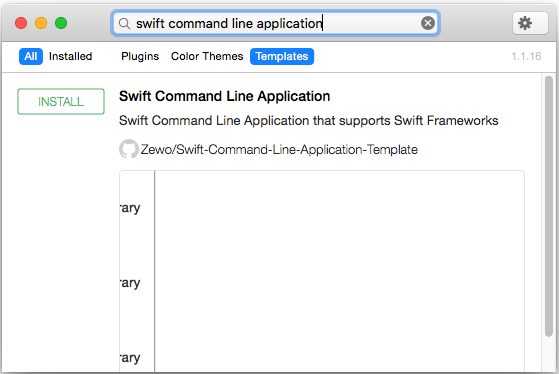 swift command line application
All Installed Plugins Color Themes Templates 1.1.16
INSTALL
Swift Command Line Application
Swift Command Line Application that supports Swift Frameworks
Zewo/Swift-Command-Line-Application-Template
rary
rary
rary